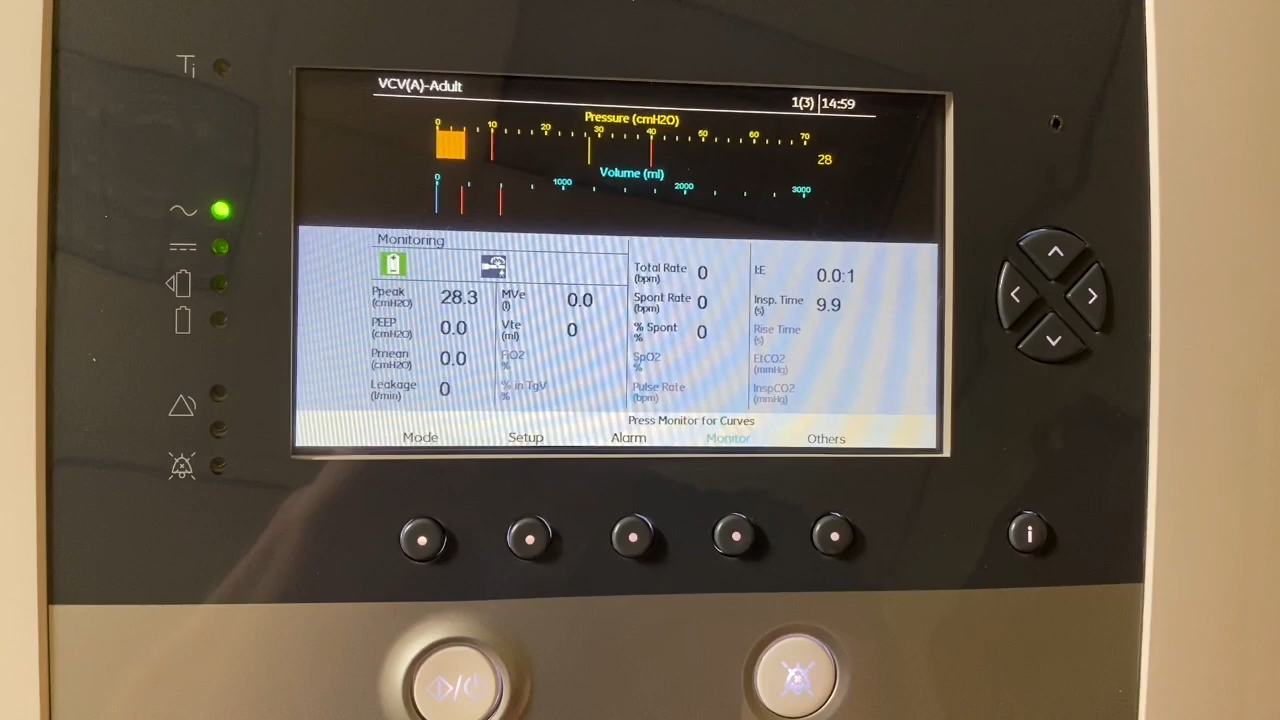 Ti
VCV(A)-Adult
1(3) 14:59
Pressure (cmH2O)
0 10 20 30 40 50 60 70
28
Volume (ml)
0 1000 2000 3000
Monitoring
Ppeak (cmH2O) 28.3
PEEP (cmH2O) 0.0
Pmean (cmH2O) 0.0
Leakage (l/min) 0
MVe (l) 0.0
Vte (ml) 0
FiO2 %
% in TgV %
Total Rate (bpm) 0
Spont Rate (bpm) 0
% Spont % 0
SpO2 %
Pulse Rate (bpm)
I:E 0.0:1
Insp. Time (s) 9.9
Rise Time (s)
EtCO2 (mmHg)
InspCO2 (mmHg)
Press Monitor for Curves
Mode Setup Alarm Monitor Others
i